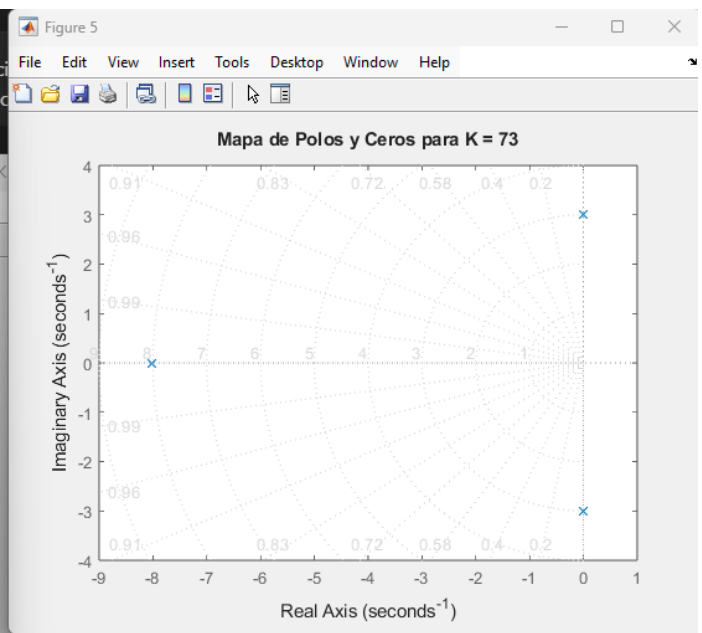 Figure 5
File Edit View Insert Tools Desktop Window Help
Mapa de Polos y Ceros para K = 73
4
3
2
1
0
-1
-2
-3
-4
0.91 0.83 0.72 0.58 0.4 0.2
0.96
0.99
9 8 7 6 5 4 3 2 1
0.99
0.96
0.91 0.83 0.72 0.58 0.4 0.2
-9 -8 -7 -6 -5 -4 -3 -2 -1 0 1
Imaginary Axis (seconds⁻¹)
Real Axis (seconds⁻¹)